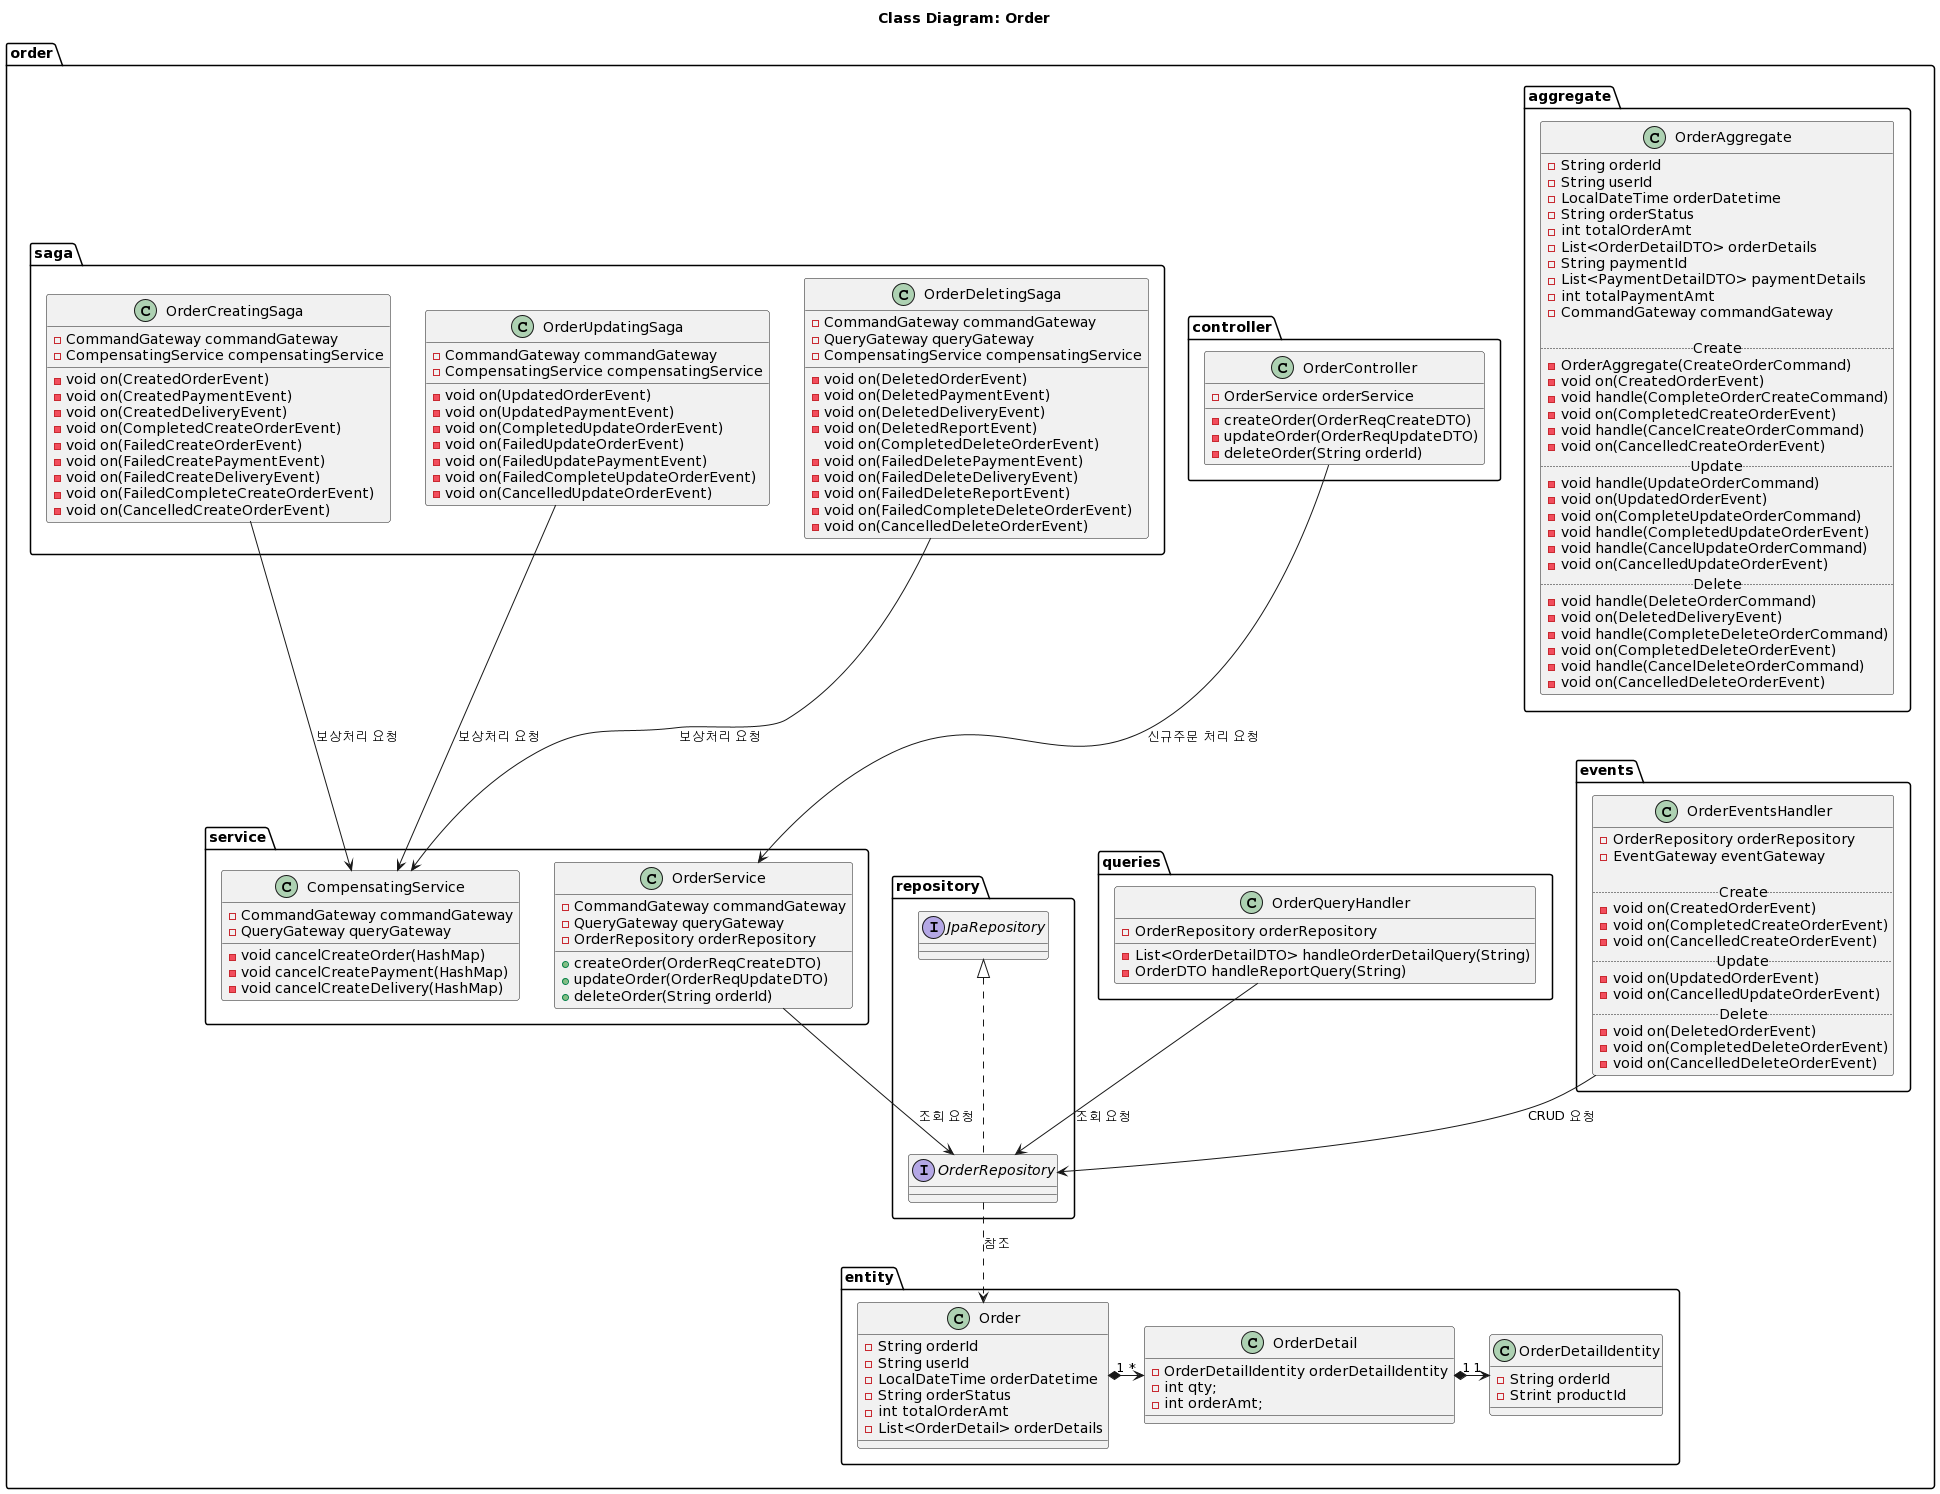 Class Diagram: Order
order
aggregate
OrderAggregate
String orderId
String userId
LocalDateTime orderDatetime
String orderStatus
int totalOrderAmt
List<OrderDetailDTO> orderDetails
String paymentId
List<PaymentDetailDTO> paymentDetails
int totalPaymentAmt
CommandGateway commandGateway
Create
OrderAggregate(CreateOrderCommand)
void on(CreatedOrderEvent)
void handle(CompleteOrderCreateCommand)
void on(CompletedCreateOrderEvent)
void handle(CancelCreateOrderCommand)
void on(CancelledCreateOrderEvent)
Update
void handle(UpdateOrderCommand)
void on(UpdatedOrderEvent)
void on(CompleteUpdateOrderCommand)
void handle(CompletedUpdateOrderEvent)
void handle(CancelUpdateOrderCommand)
void on(CancelledUpdateOrderEvent)
Delete
void handle(DeleteOrderCommand)
void on(DeletedDeliveryEvent)
void handle(CompleteDeleteOrderCommand)
void on(CompletedDeleteOrderEvent)
void handle(CancelDeleteOrderCommand)
void on(CancelledDeleteOrderEvent)
saga
OrderCreatingSaga
CommandGateway commandGateway
CompensatingService compensatingService
void on(CreatedOrderEvent)
void on(CreatedPaymentEvent)
void on(CreatedDeliveryEvent)
void on(CompletedCreateOrderEvent)
void on(FailedCreateOrderEvent)
void on(FailedCreatePaymentEvent)
void on(FailedCreateDeliveryEvent)
void on(FailedCompleteCreateOrderEvent)
void on(CancelledCreateOrderEvent)
OrderUpdatingSaga
CommandGateway commandGateway
CompensatingService compensatingService
void on(UpdatedOrderEvent)
void on(UpdatedPaymentEvent)
void on(CompletedUpdateOrderEvent)
void on(FailedUpdateOrderEvent)
void on(FailedUpdatePaymentEvent)
void on(FailedCompleteUpdateOrderEvent)
void on(CancelledUpdateOrderEvent)
OrderDeletingSaga
CommandGateway commandGateway
QueryGateway queryGateway
CompensatingService compensatingService
void on(DeletedOrderEvent)
void on(DeletedPaymentEvent)
void on(DeletedDeliveryEvent)
void on(DeletedReportEvent)
void on(CompletedDeleteOrderEvent)
void on(FailedDeletePaymentEvent)
void on(FailedDeleteDeliveryEvent)
void on(FailedDeleteReportEvent)
void on(FailedCompleteDeleteOrderEvent)
void on(CancelledDeleteOrderEvent)
controller
OrderController
OrderService orderService
createOrder(OrderReqCreateDTO)
updateOrder(OrderReqUpdateDTO)
deleteOrder(String orderId)
보상처리 요청
보상처리 요청
보상처리 요청
신규주문 처리 요청
service
CompensatingService
CommandGateway commandGateway
QueryGateway queryGateway
void cancelCreateOrder(HashMap)
void cancelCreatePayment(HashMap)
void cancelCreateDelivery(HashMap)
OrderService
CommandGateway commandGateway
QueryGateway queryGateway
OrderRepository orderRepository
createOrder(OrderReqCreateDTO)
updateOrder(OrderReqUpdateDTO)
deleteOrder(String orderId)
repository
JpaRepository
queries
OrderQueryHandler
OrderRepository orderRepository
List<OrderDetailDTO> handleOrderDetailQuery(String)
OrderDTO handleReportQuery(String)
events
OrderEventsHandler
OrderRepository orderRepository
EventGateway eventGateway
Create
void on(CreatedOrderEvent)
void on(CompletedCreateOrderEvent)
void on(CancelledCreateOrderEvent)
Update
void on(UpdatedOrderEvent)
void on(CancelledUpdateOrderEvent)
Delete
void on(DeletedOrderEvent)
void on(CompletedDeleteOrderEvent)
void on(CancelledDeleteOrderEvent)
조회 요청
조회 요청
CRUD 요청
OrderRepository
참조
entity
Order
String orderId
String userId
LocalDateTime orderDatetime
String orderStatus
int totalOrderAmt
List<OrderDetail> orderDetails
1 *
OrderDetail
OrderDetailIdentity orderDetailIdentity
int qty;
int orderAmt;
1 1
OrderDetailIdentity
String orderId
Strint productId